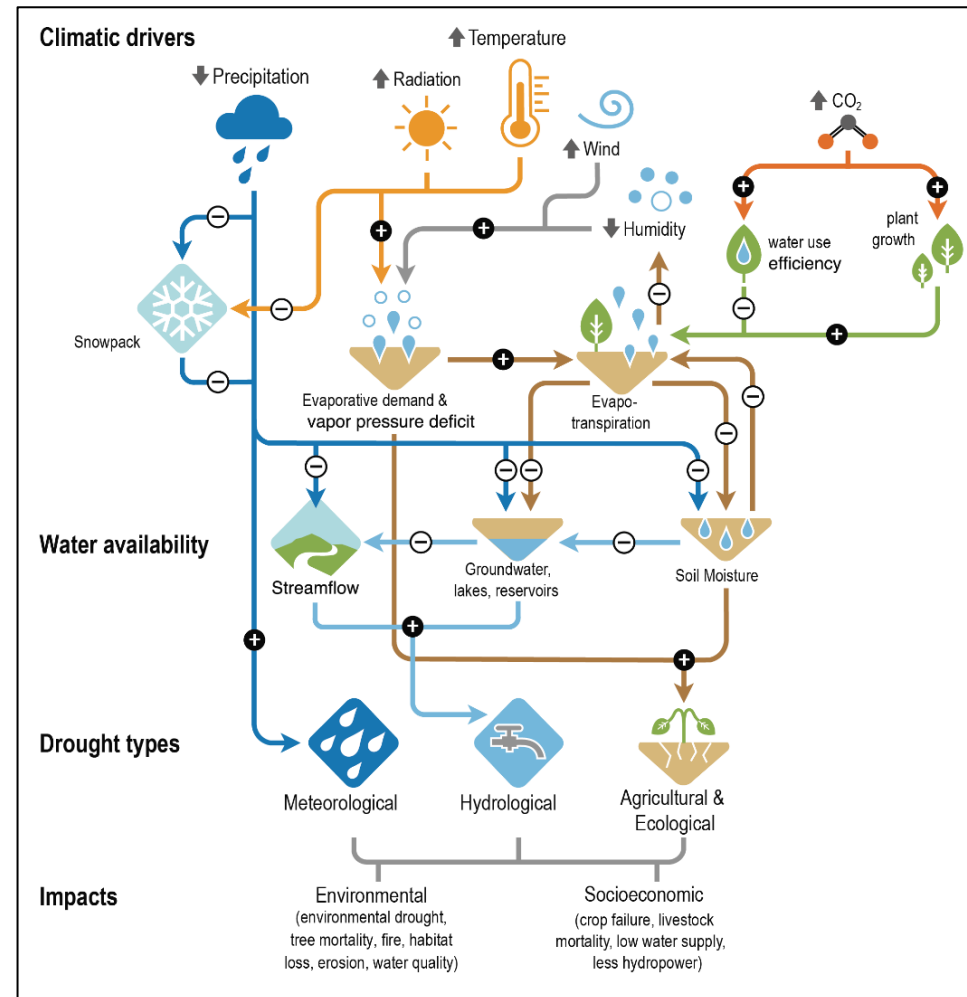 Climatic drivers
Temperature
Precipitation
Radiation
CO₂
Wind
Humidity
plant
growth
water use
efficiency
Snowpack
Evaporative demand &
vapor pressure deficit
Evapo-
transpiration
Water availability
Streamflow
Groundwater,
lakes, reservoirs
Soil Moisture
Drought types
Meteorological
Hydrological
Agricultural &
Ecological
Impacts
Environmental
(environmental drought,
tree mortality, fire, habitat
loss, erosion, water quality)
Socioeconomic
(crop failure, livestock
mortality, low water supply,
less hydropower)